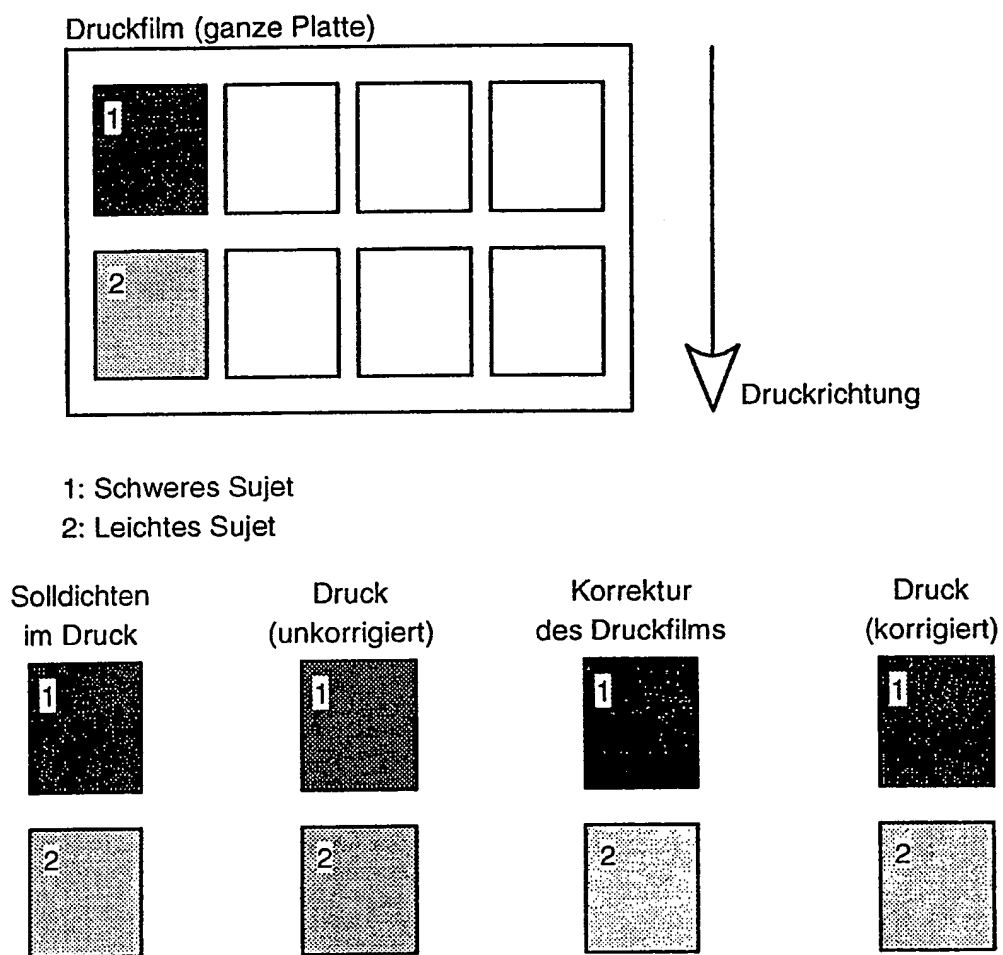 Druckfilm (ganze Platte)
1
2
Druckrichtung
1: Schweres Sujet
2: Leichtes Sujet
Solldichten
im Druck
Druck
(unkorrigiert)
Korrektur
des Druckfilms
Druck
(korrigiert)
1 1 1 1
2 2 2 2